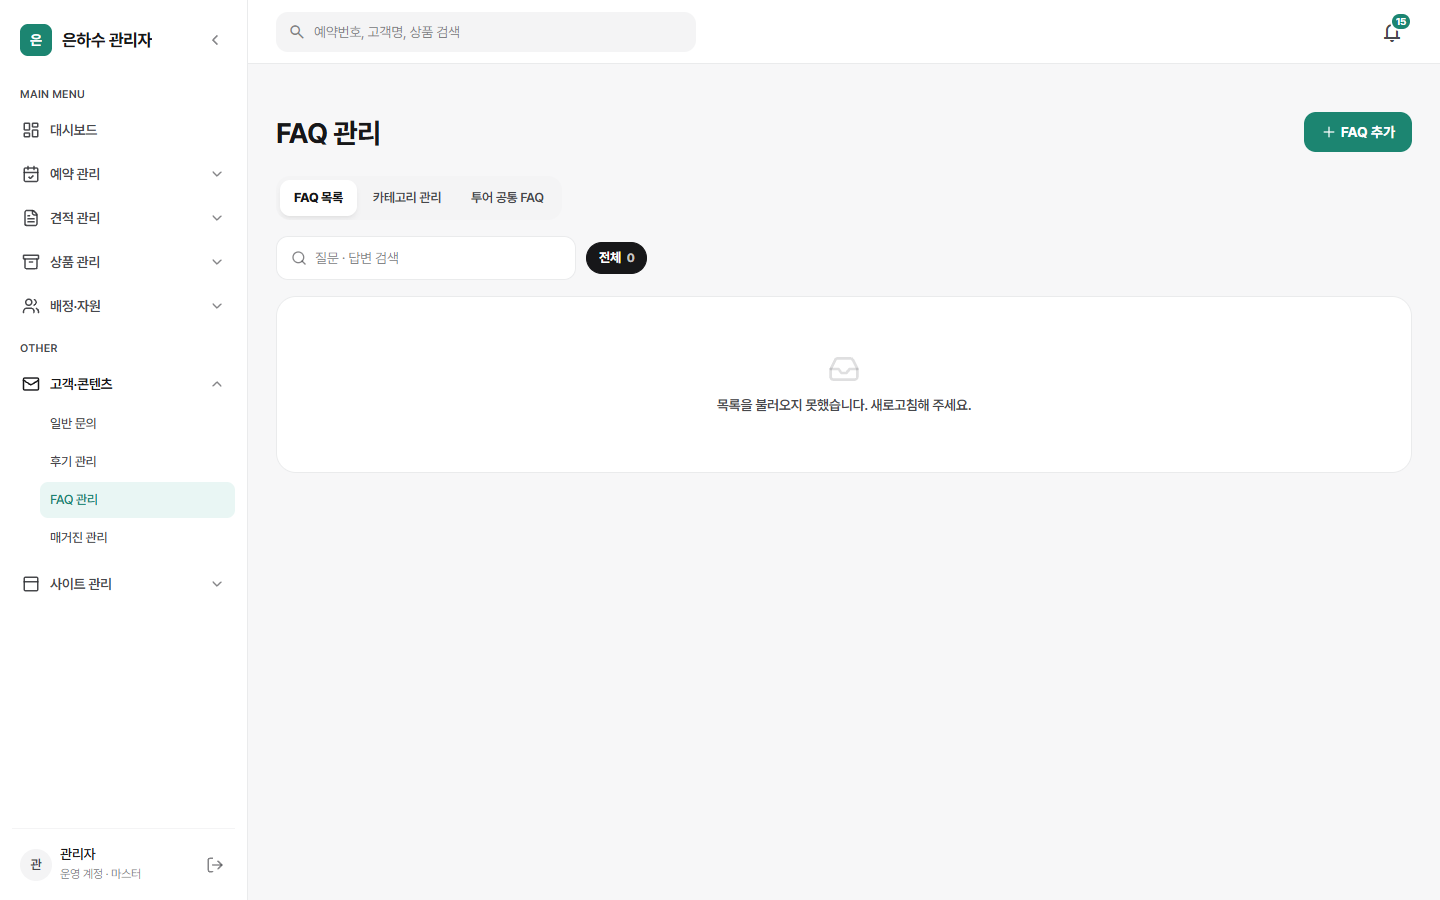 은 은하수 관리자
예약번호, 고객명, 상품 검색
15
MAIN MENU
대시보드
예약 관리
견적 관리
상품 관리
배정·자원
OTHER
고객·콘텐츠
일반 문의
후기 관리
FAQ 관리
매거진 관리
사이트 관리
관 관리자
운영 계정 · 마스터
FAQ 관리
FAQ 추가
FAQ 목록 카테고리 관리 투어 공통 FAQ
질문 · 답변 검색
전체 0
목록을 불러오지 못했습니다. 새로고침해 주세요.